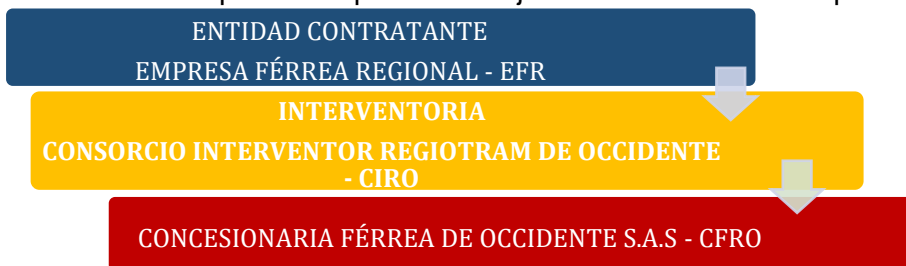 ENTIDAD CONTRATANTE
EMPRESA FÉRREA REGIONAL - EFR
INTERVENTORIA
CONSORCIO INTERVENTOR REGIOTRAM DE OCCIDENTE
- CIRO
CONCESIONARIA FÉRREA DE OCCIDENTE S.A.S - CFRO